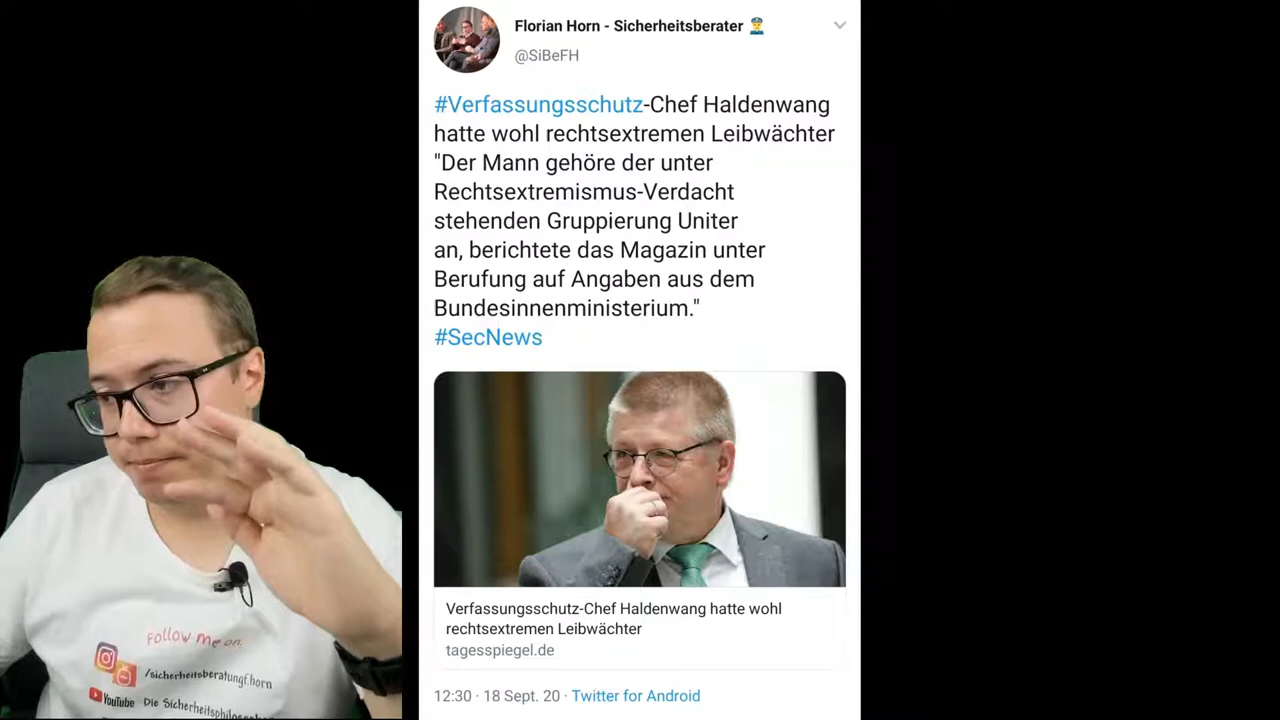 Florian Horn - Sicherheitsberater
@SiBeFH
#Verfassungsschutz-Chef Haldenwang
hatte wohl rechtsextremen Leibwächter
"Der Mann gehöre der unter
Rechtsextremismus-Verdacht
stehenden Gruppierung Uniter
an, berichtete das Magazin unter
Berufung auf Angaben aus dem
Bundesinnenministerium."
#SecNews
Verfassungsschutz-Chef Haldenwang hatte wohl
rechtsextremen Leibwächter
tagesspiegel.de
12:30 · 18 Sept. 20 · Twitter for Android
Follow me on,
/sicherheitsberatungf.horn
YouTube Die